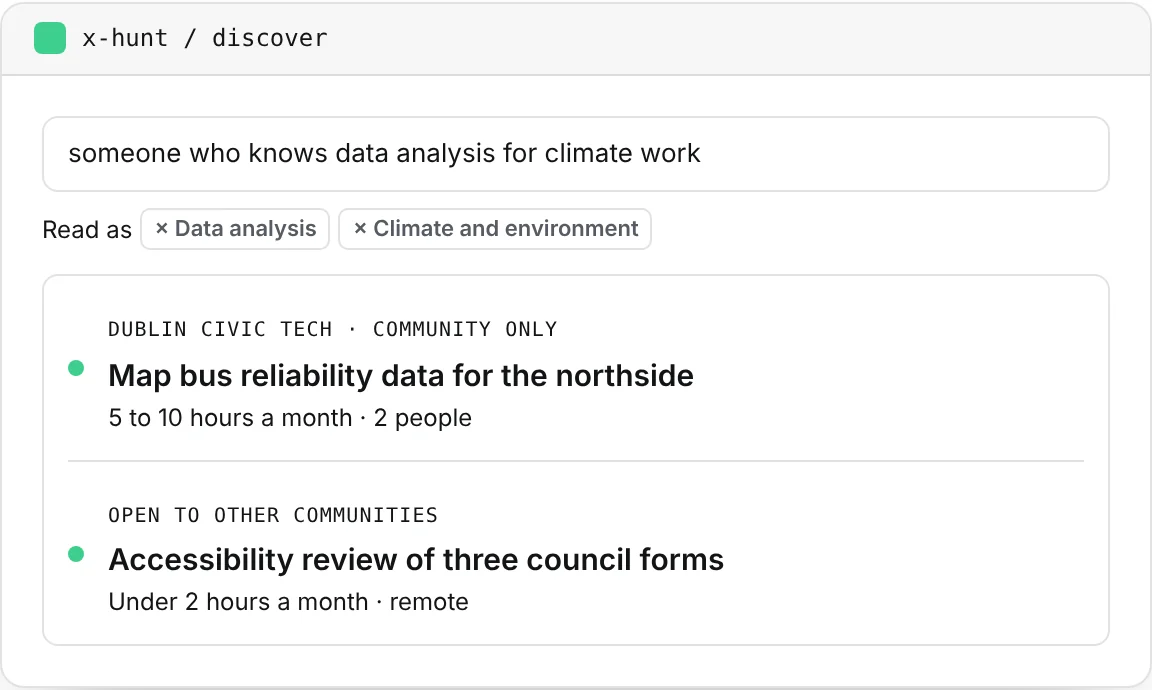 x-hunt / discover
someone who knows data analysis for climate work
Read as × Data analysis × Climate and environment
DUBLIN CIVIC TECH · COMMUNITY ONLY
Map bus reliability data for the northside
5 to 10 hours a month · 2 people
OPEN TO OTHER COMMUNITIES
Accessibility review of three council forms
Under 2 hours a month · remote